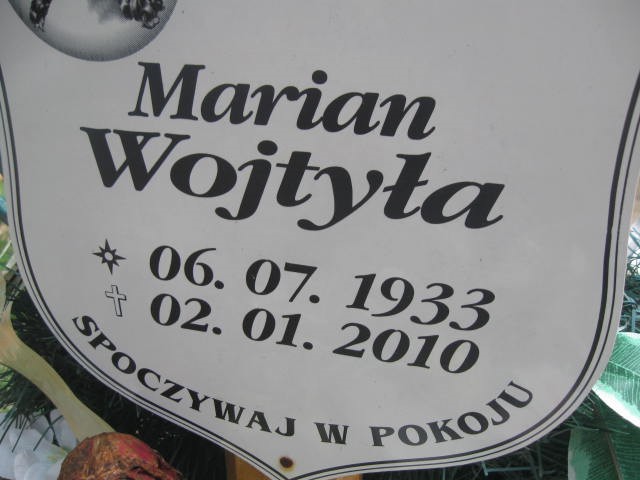 Marian
Wojtyła
06. 07. 1933
02. 01. 2010
SPOCZYWAJ W POKOJU